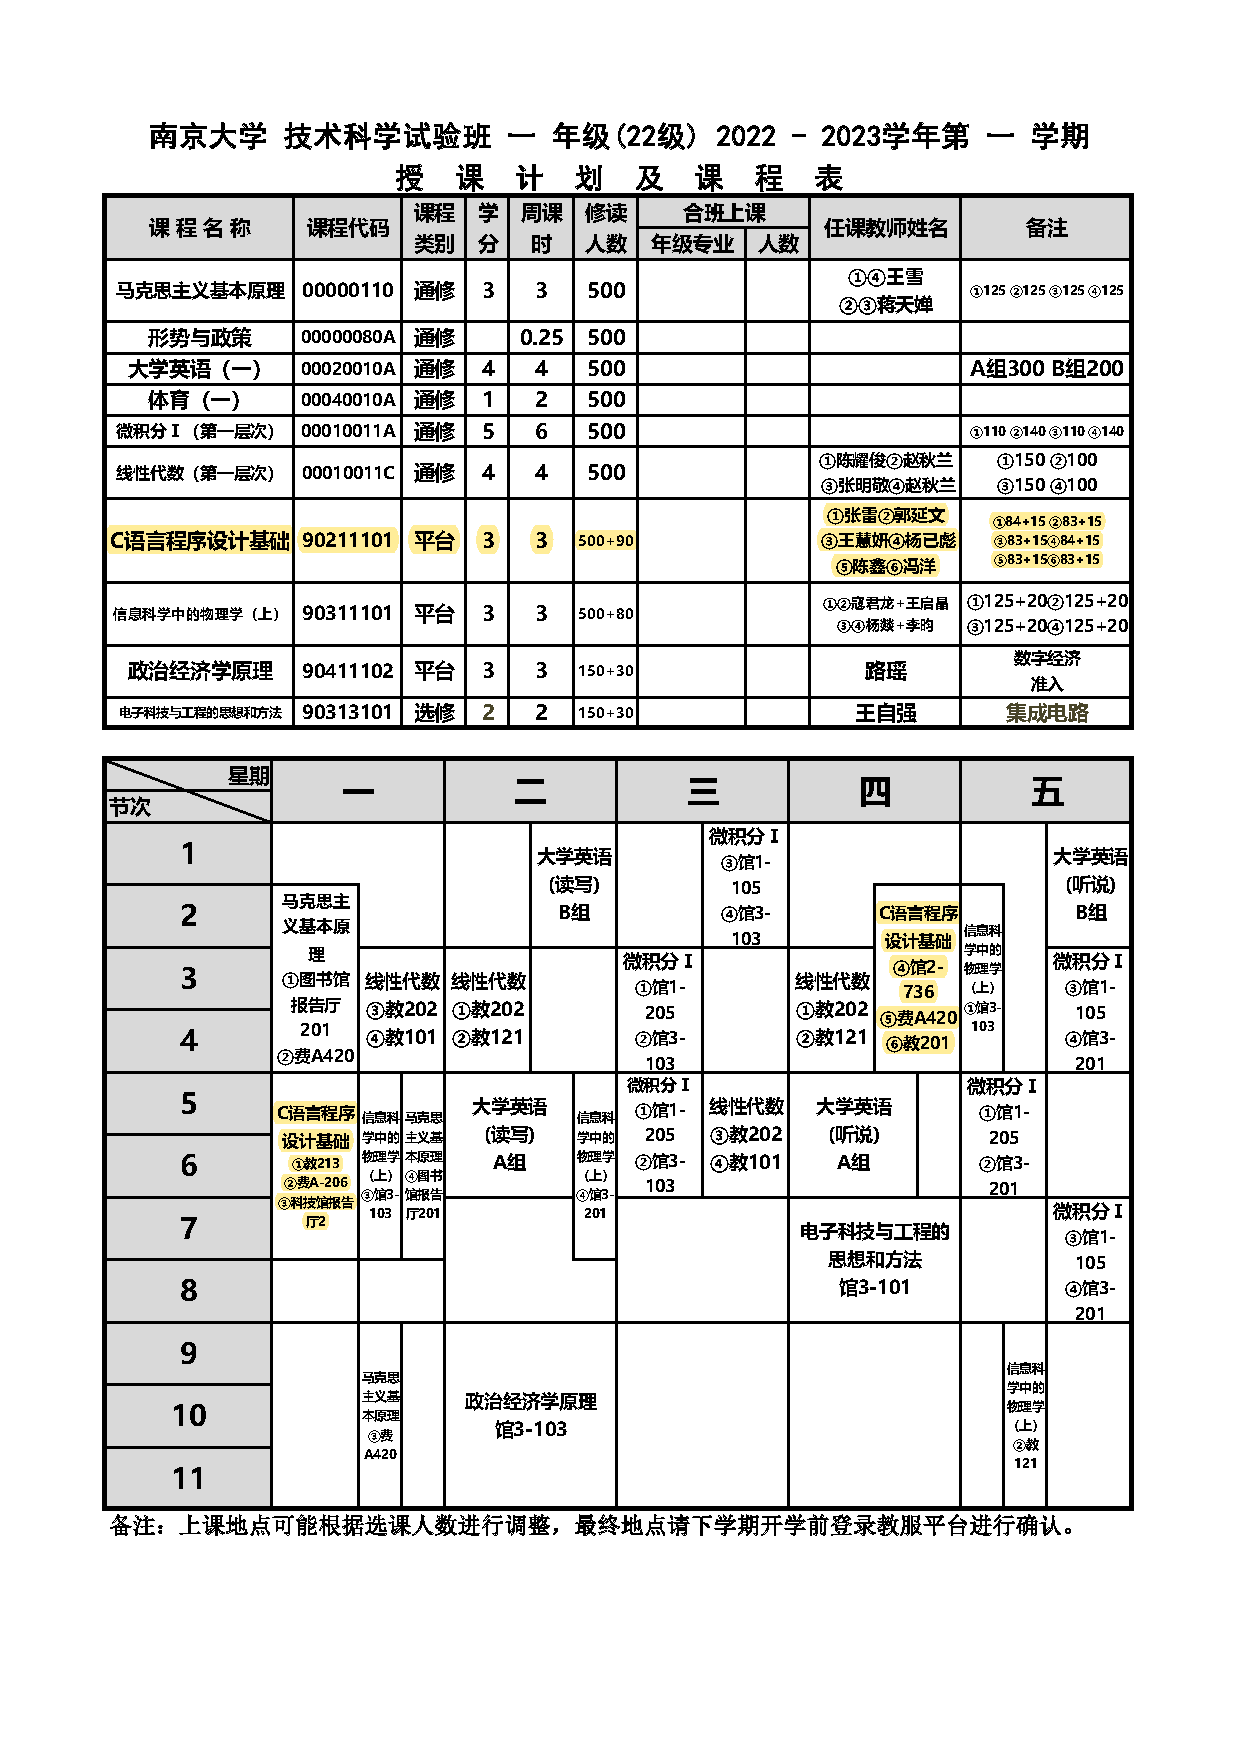 南京大学 技术科学试验班 一 年级(22级) 2022 - 2023学年第 一 学期
授 课 计 划 及 课 程 表
课程名称 课程代码 课程类别 学分 周课时 修读人数 合班上课 任课教师姓名 备注
年级专业 人数
马克思主义基本原理 00000110 通修 3 3 500 ①④王雪 ②③蒋天婵 ①125 ②125 ③125 ④125
形势与政策 00000080A 通修 0.25 500
大学英语（一） 00020010A 通修 4 4 500 A组300 B组200
体育（一） 00040010A 通修 1 2 500
微积分Ⅰ（第一层次） 00010011A 通修 5 6 500 ①110 ②140 ③110 ④140
线性代数（第一层次） 00010011C 通修 4 4 500 ①陈耀俊②赵秋兰 ③张明敬④赵秋兰 ①150 ②100 ③150 ④100
C语言程序设计基础 90211101 平台 3 3 500+90 ①张雷②郭延文 ③王慧妍④杨已彪 ⑤陈鑫⑥冯洋 ①84+15 ②83+15 ③83+15④84+15 ⑤83+15⑥83+15
信息科学中的物理学（上） 90311101 平台 3 3 500+80 ①②寇君龙+王启晶 ③④杨燚+李昀 ①125+20②125+20 ③125+20④125+20
政治经济学原理 90411102 平台 3 3 150+30 路瑶 数字经济 准入
电子科技与工程的思想和方法 90313101 选修 2 2 150+30 王自强 集成电路
星期
节次
一 二 三 四 五
1
2
3
4
5
6
7
8
9
10
11
马克思主
义基本原
理
①图书馆
报告厅
201
②费A420
线性代数
③教202
④教101
线性代数
①教202
②教121
大学英语
(读写)
B组
微积分Ⅰ
①馆1-
205
②馆3-
103
微积分Ⅰ
③馆1-
105
④馆3-
103
线性代数
①教202
②教121
C语言程序
设计基础
④馆2-
736
⑤费A420
⑥教201
信息科
学中的
物理学
（上）
①馆3-
103
大学英语
(听说)
B组
微积分Ⅰ
③馆1-
105
④馆3-
201
C语言程序
设计基础
①教213
②费A-206
③科技馆报告
厅2
信息科
学中的
物理学
（上）
③馆3-
103
马克思
主义基
本原理
④图书
馆报告
厅201
大学英语
(读写)
A组
信息科
学中的
物理学
（上）
④馆3-
201
微积分Ⅰ
①馆1-
205
②馆3-
103
线性代数
③教202
④教101
大学英语
(听说)
A组
微积分Ⅰ
①馆1-
205
②馆3-
201
电子科技与工程的
思想和方法
馆3-101
微积分Ⅰ
③馆1-
105
④馆3-
201
马克思
主义基
本原理
③费
A420
政治经济学原理
馆3-103
信息科
学中的
物理学
（上）
②教
121
备注：上课地点可能根据选课人数进行调整，最终地点请下学期开学前登录教服平台进行确认。